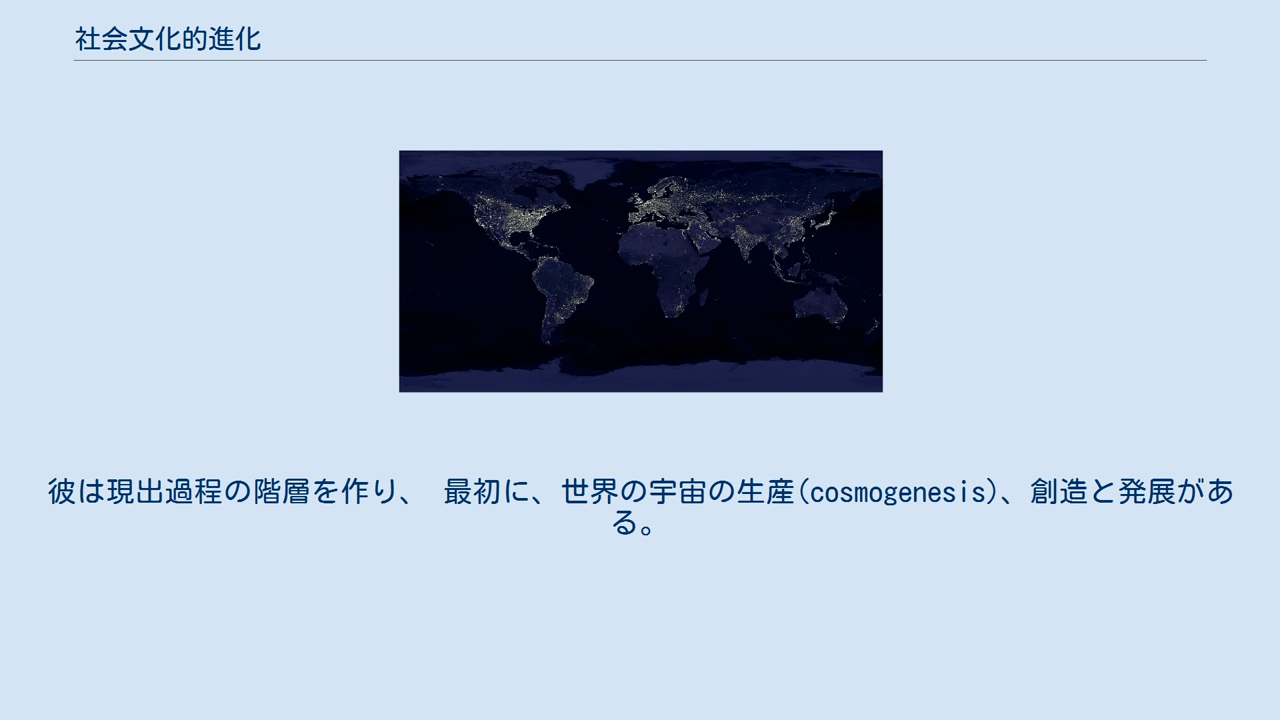 社会文化的進化
彼は現出過程の階層を作り、 最初に、世界の宇宙の生産(cosmogenesis)、創造と発展があ
る。